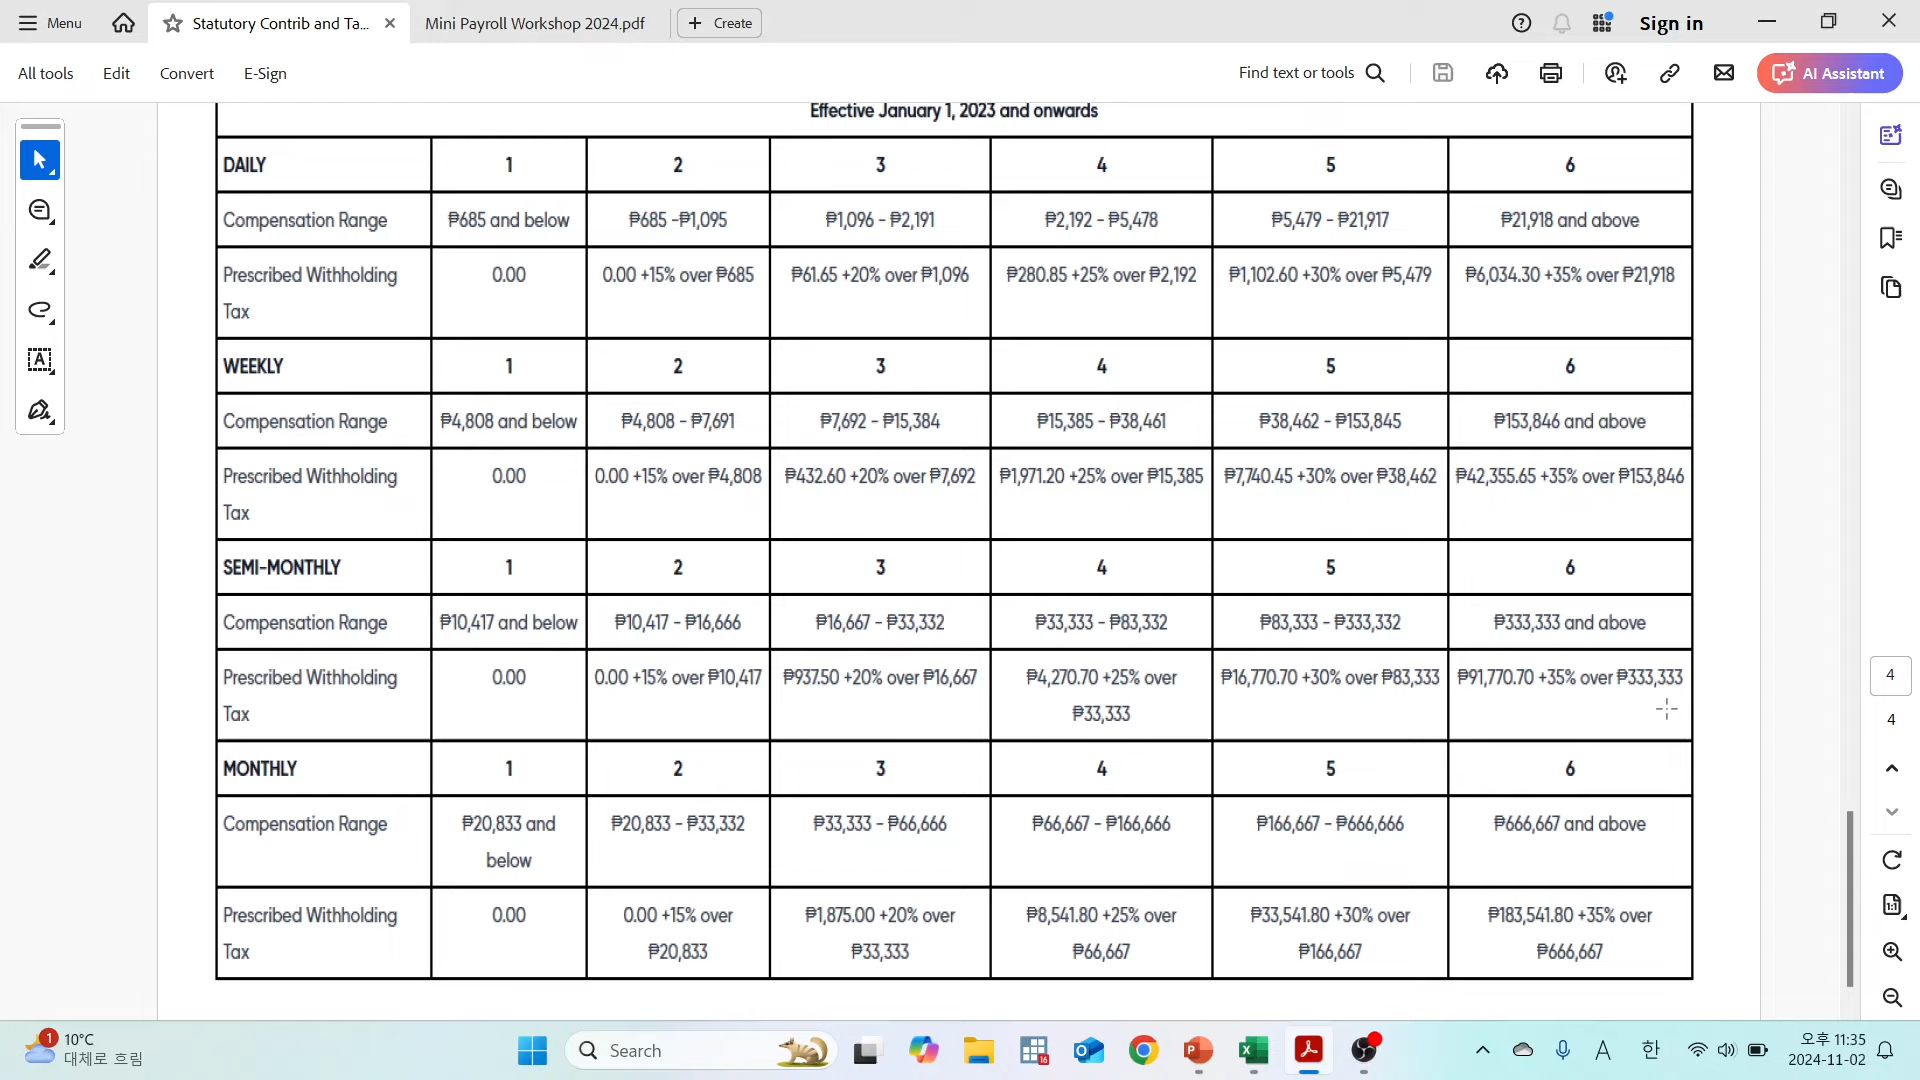 Menu
Statutory Contrib and Ta...
Mini Payroll Workshop 2024.pdf
Create
Sign in
All tools
Edit
Convert
E-Sign
Find text or tools
AI Assistant
Effective January 1, 2023 and onwards
DAILY 1 2 3 4 5 6
Compensation Range ₱685 and below ₱685 -₱1,095 ₱1,096 - ₱2,191 ₱2,192 - ₱5,478 ₱5,479 - ₱21,917 ₱21,918 and above
Prescribed Withholding 0.00 0.00 +15% over ₱685 ₱61.65 +20% over ₱1,096 ₱280.85 +25% over ₱2,192 ₱1,102.60 +30% over ₱5,479 ₱6,034.30 +35% over ₱21,918
Tax
WEEKLY 1 2 3 4 5 6
Compensation Range ₱4,808 and below ₱4,808 - ₱7,691 ₱7,692 - ₱15,384 ₱15,385 - ₱38,461 ₱38,462 - ₱153,845 ₱153,846 and above
Prescribed Withholding 0.00 0.00 +15% over ₱4,808 ₱432.60 +20% over ₱7,692 ₱1,971.20 +25% over ₱15,385 ₱7,740.45 +30% over ₱38,462 ₱42,355.65 +35% over ₱153,846
Tax
SEMI-MONTHLY 1 2 3 4 5 6
Compensation Range ₱10,417 and below ₱10,417 - ₱16,666 ₱16,667 - ₱33,332 ₱33,333 - ₱83,332 ₱83,333 - ₱333,332 ₱333,333 and above
Prescribed Withholding 0.00 0.00 +15% over ₱10,417 ₱937.50 +20% over ₱16,667 ₱4,270.70 +25% over ₱16,770.70 +30% over ₱83,333 ₱91,770.70 +35% over ₱333,333
Tax ₱33,333
MONTHLY 1 2 3 4 5 6
Compensation Range ₱20,833 and ₱20,833 - ₱33,332 ₱33,333 - ₱66,666 ₱66,667 - ₱166,666 ₱166,667 - ₱666,666 ₱666,667 and above
below
Prescribed Withholding 0.00 0.00 +15% over ₱1,875.00 +20% over ₱8,541.80 +25% over ₱33,541.80 +30% over ₱183,541.80 +35% over
Tax ₱20,833 ₱33,333 ₱66,667 ₱166,667 ₱666,667
4
4
1:1
1
10°C
대체로 흐림
Search
16
A
한
오후 11:35
2024-11-02